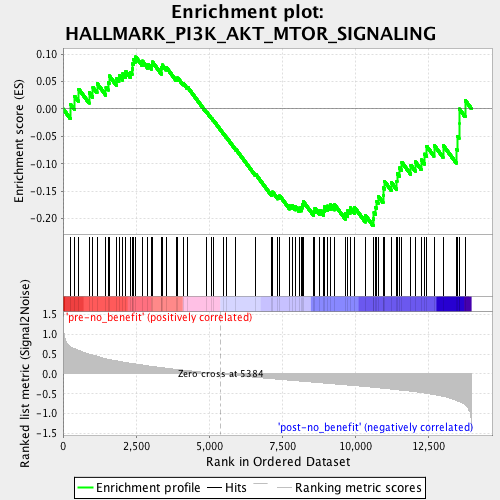 Enrichment plot:
HALLMARK_PI3K_AKT_MTOR_SIGNALING
Enrichment score (ES)
0.10
0.05
0.00
-0.05
-0.10
-0.15
-0.20
'pre-no_benefit' (positively correlated)
Ranked list metric (Signal2Noise)
1.5
1.0
0.5
0.0
-0.5
-1.0
-1.5
Zero cross at 5384
'post-no_benefit' (negatively correlated)
0
2,500
5,000
7,500
10,000
12,500
Rank in Ordered Dataset
Enrichment profile
Hits
Ranking metric scores